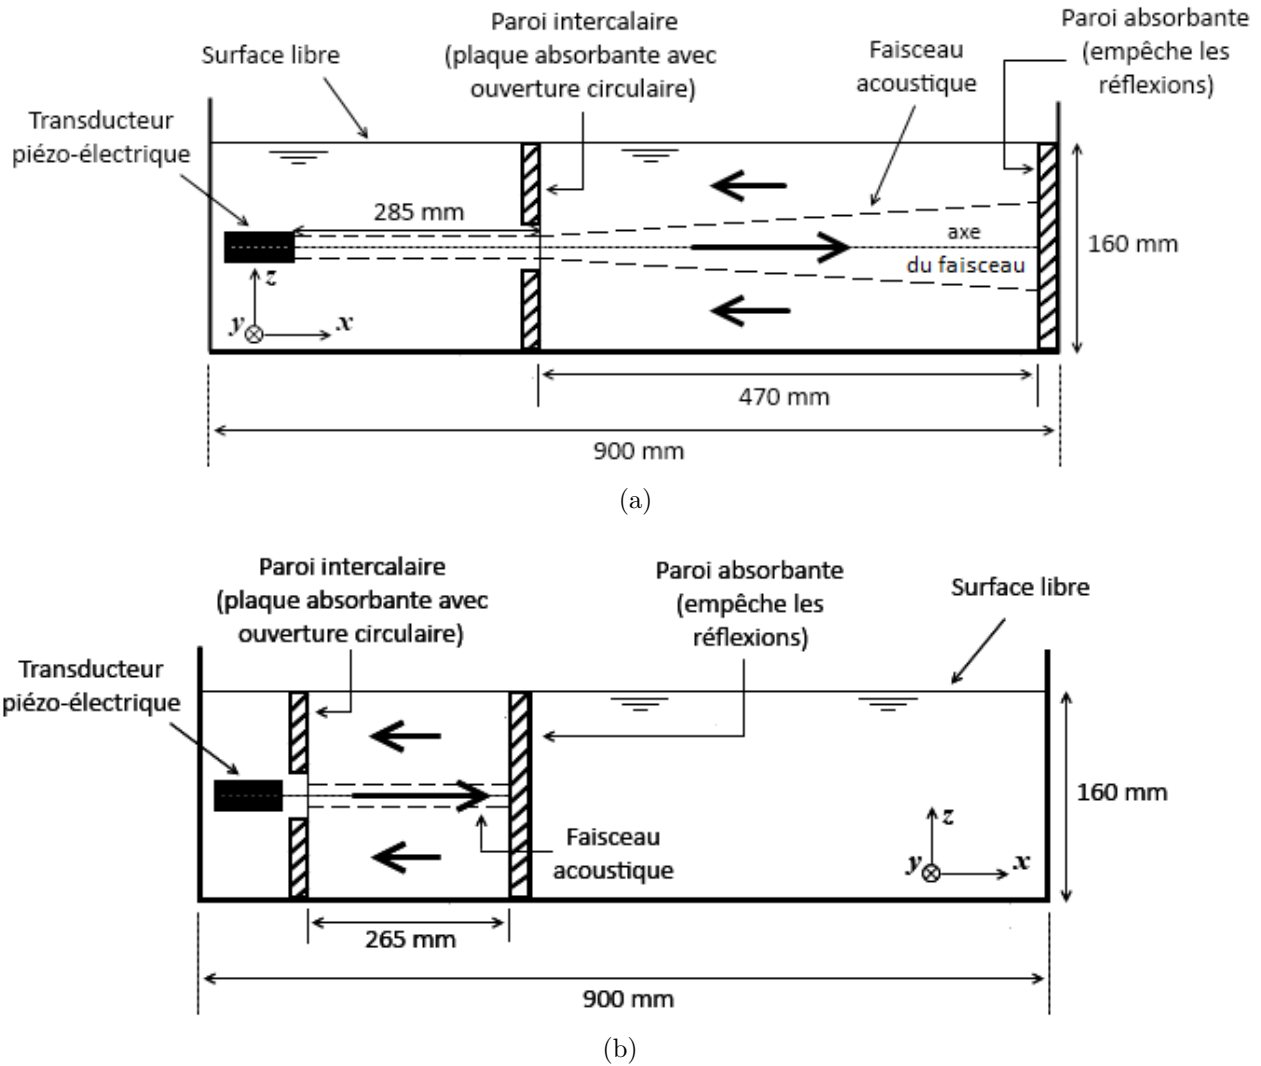 Paroi intercalaire
(plaque absorbante avec
ouverture circulaire)
Paroi absorbante
(empêche les
réflexions)
Surface libre
Faisceau
acoustique
Transducteur
piézo-électrique
285 mm
axe
du faisceau
160 mm
z
y
x
470 mm
900 mm
(a)
Paroi intercalaire
(plaque absorbante avec
ouverture circulaire)
Paroi absorbante
(empêche les
réflexions)
Surface libre
Transducteur
piézo-électrique
160 mm
z
y
x
Faisceau
acoustique
265 mm
900 mm
(b)